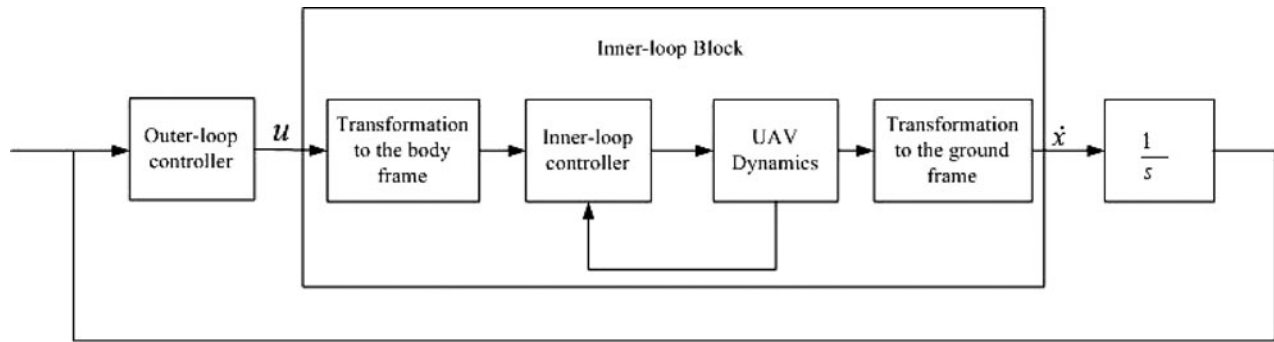 Inner-loop Block
Outer-loop
controller
u
Transformation
to the body
frame
Inner-loop
controller
UAV
Dynamics
Transformation
to the ground
frame
ẋ
1
s